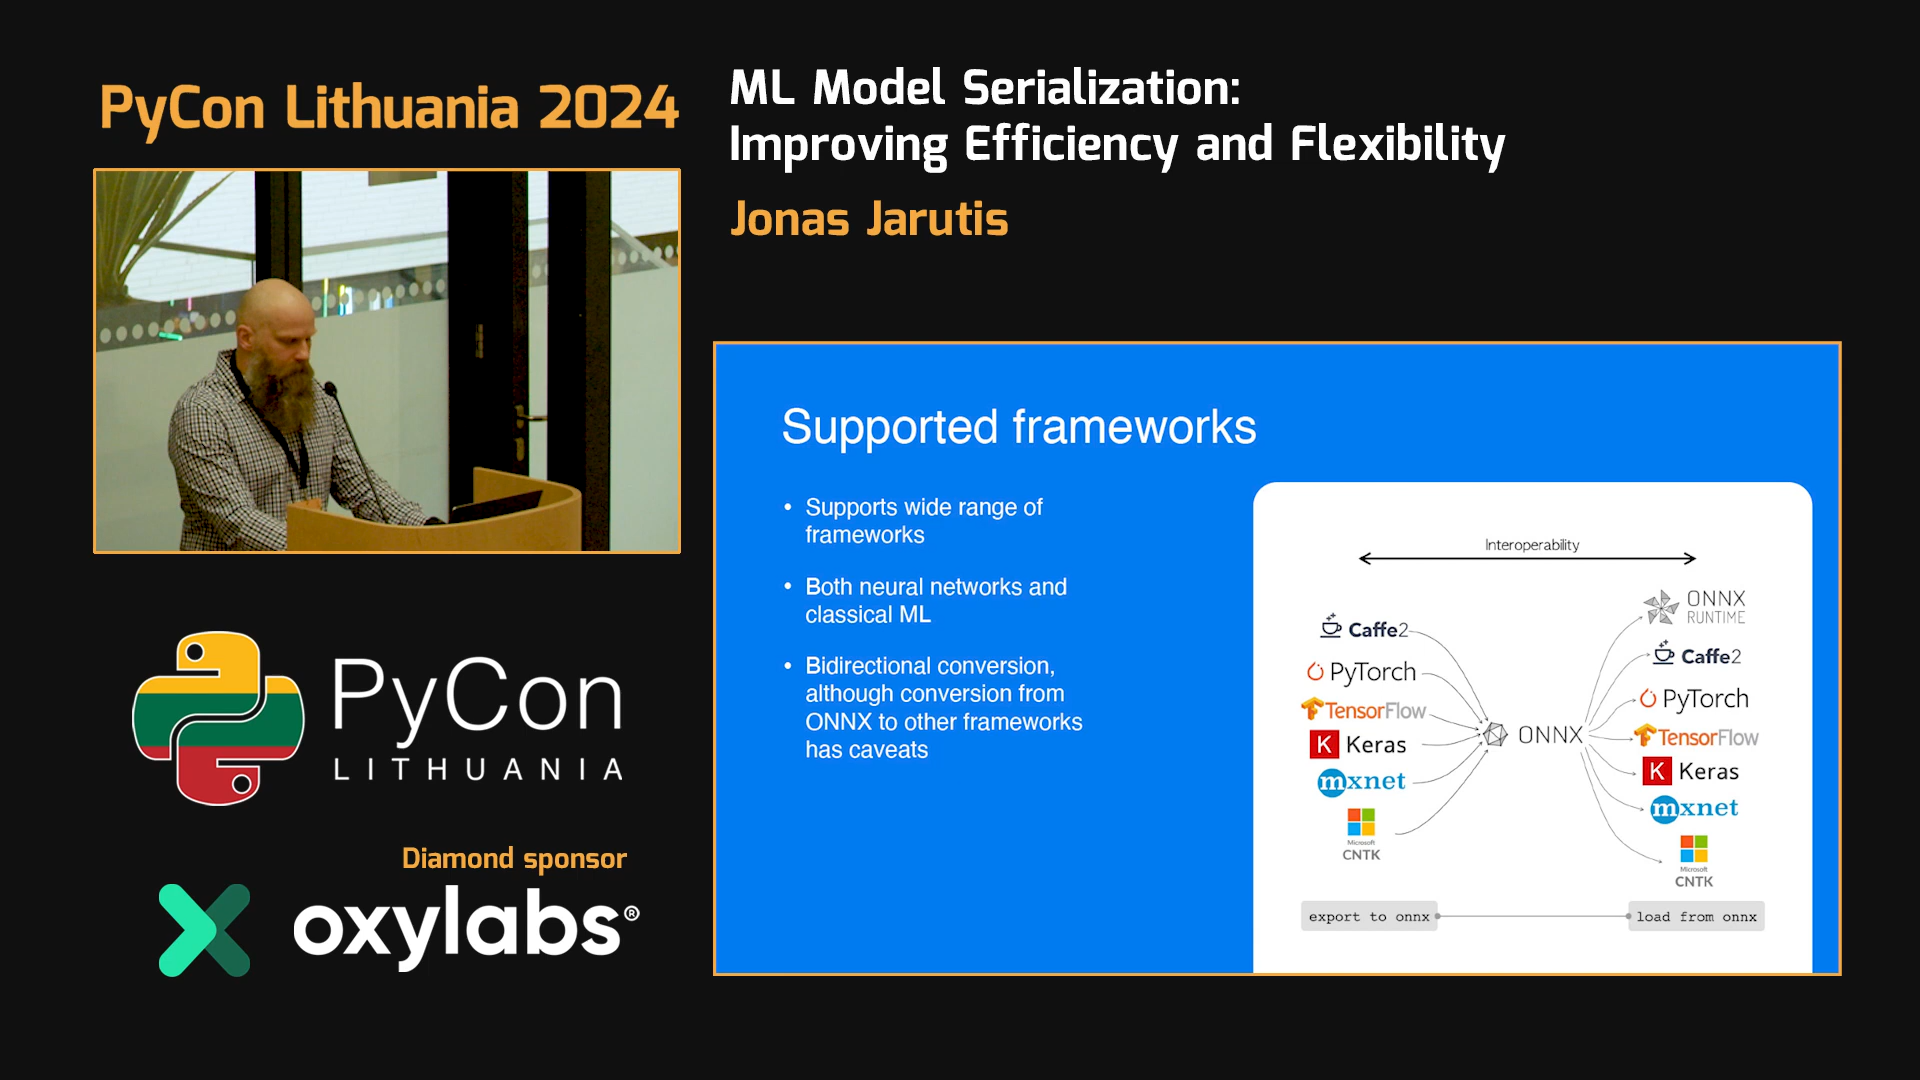 PyCon Lithuania 2024
ML Model Serialization:
Improving Efficiency and Flexibility
Jonas Jarutis
Supported frameworks
• Supports wide range of
frameworks
• Both neural networks and
classical ML
• Bidirectional conversion,
although conversion from
ONNX to other frameworks
has caveats
Interoperability
Caffe2
PyTorch
TensorFlow
K Keras
mxnet
Microsoft
CNTK
ONNX
ONNX
RUNTIME
Caffe2
PyTorch
TensorFlow
K Keras
mxnet
Microsoft
CNTK
export to onnx
load from onnx
PyCon
LITHUANIA
Diamond sponsor
oxylabs®